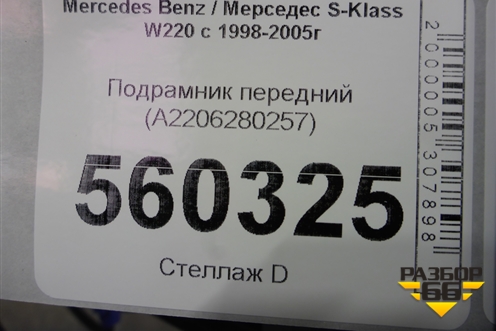 Mercedes Benz / Мерседес S-Klass
W220 с 1998-2005г
Подрамник передний
(A2206280257)
560325
Стеллаж D
2000005307898
РАЗБОР
66